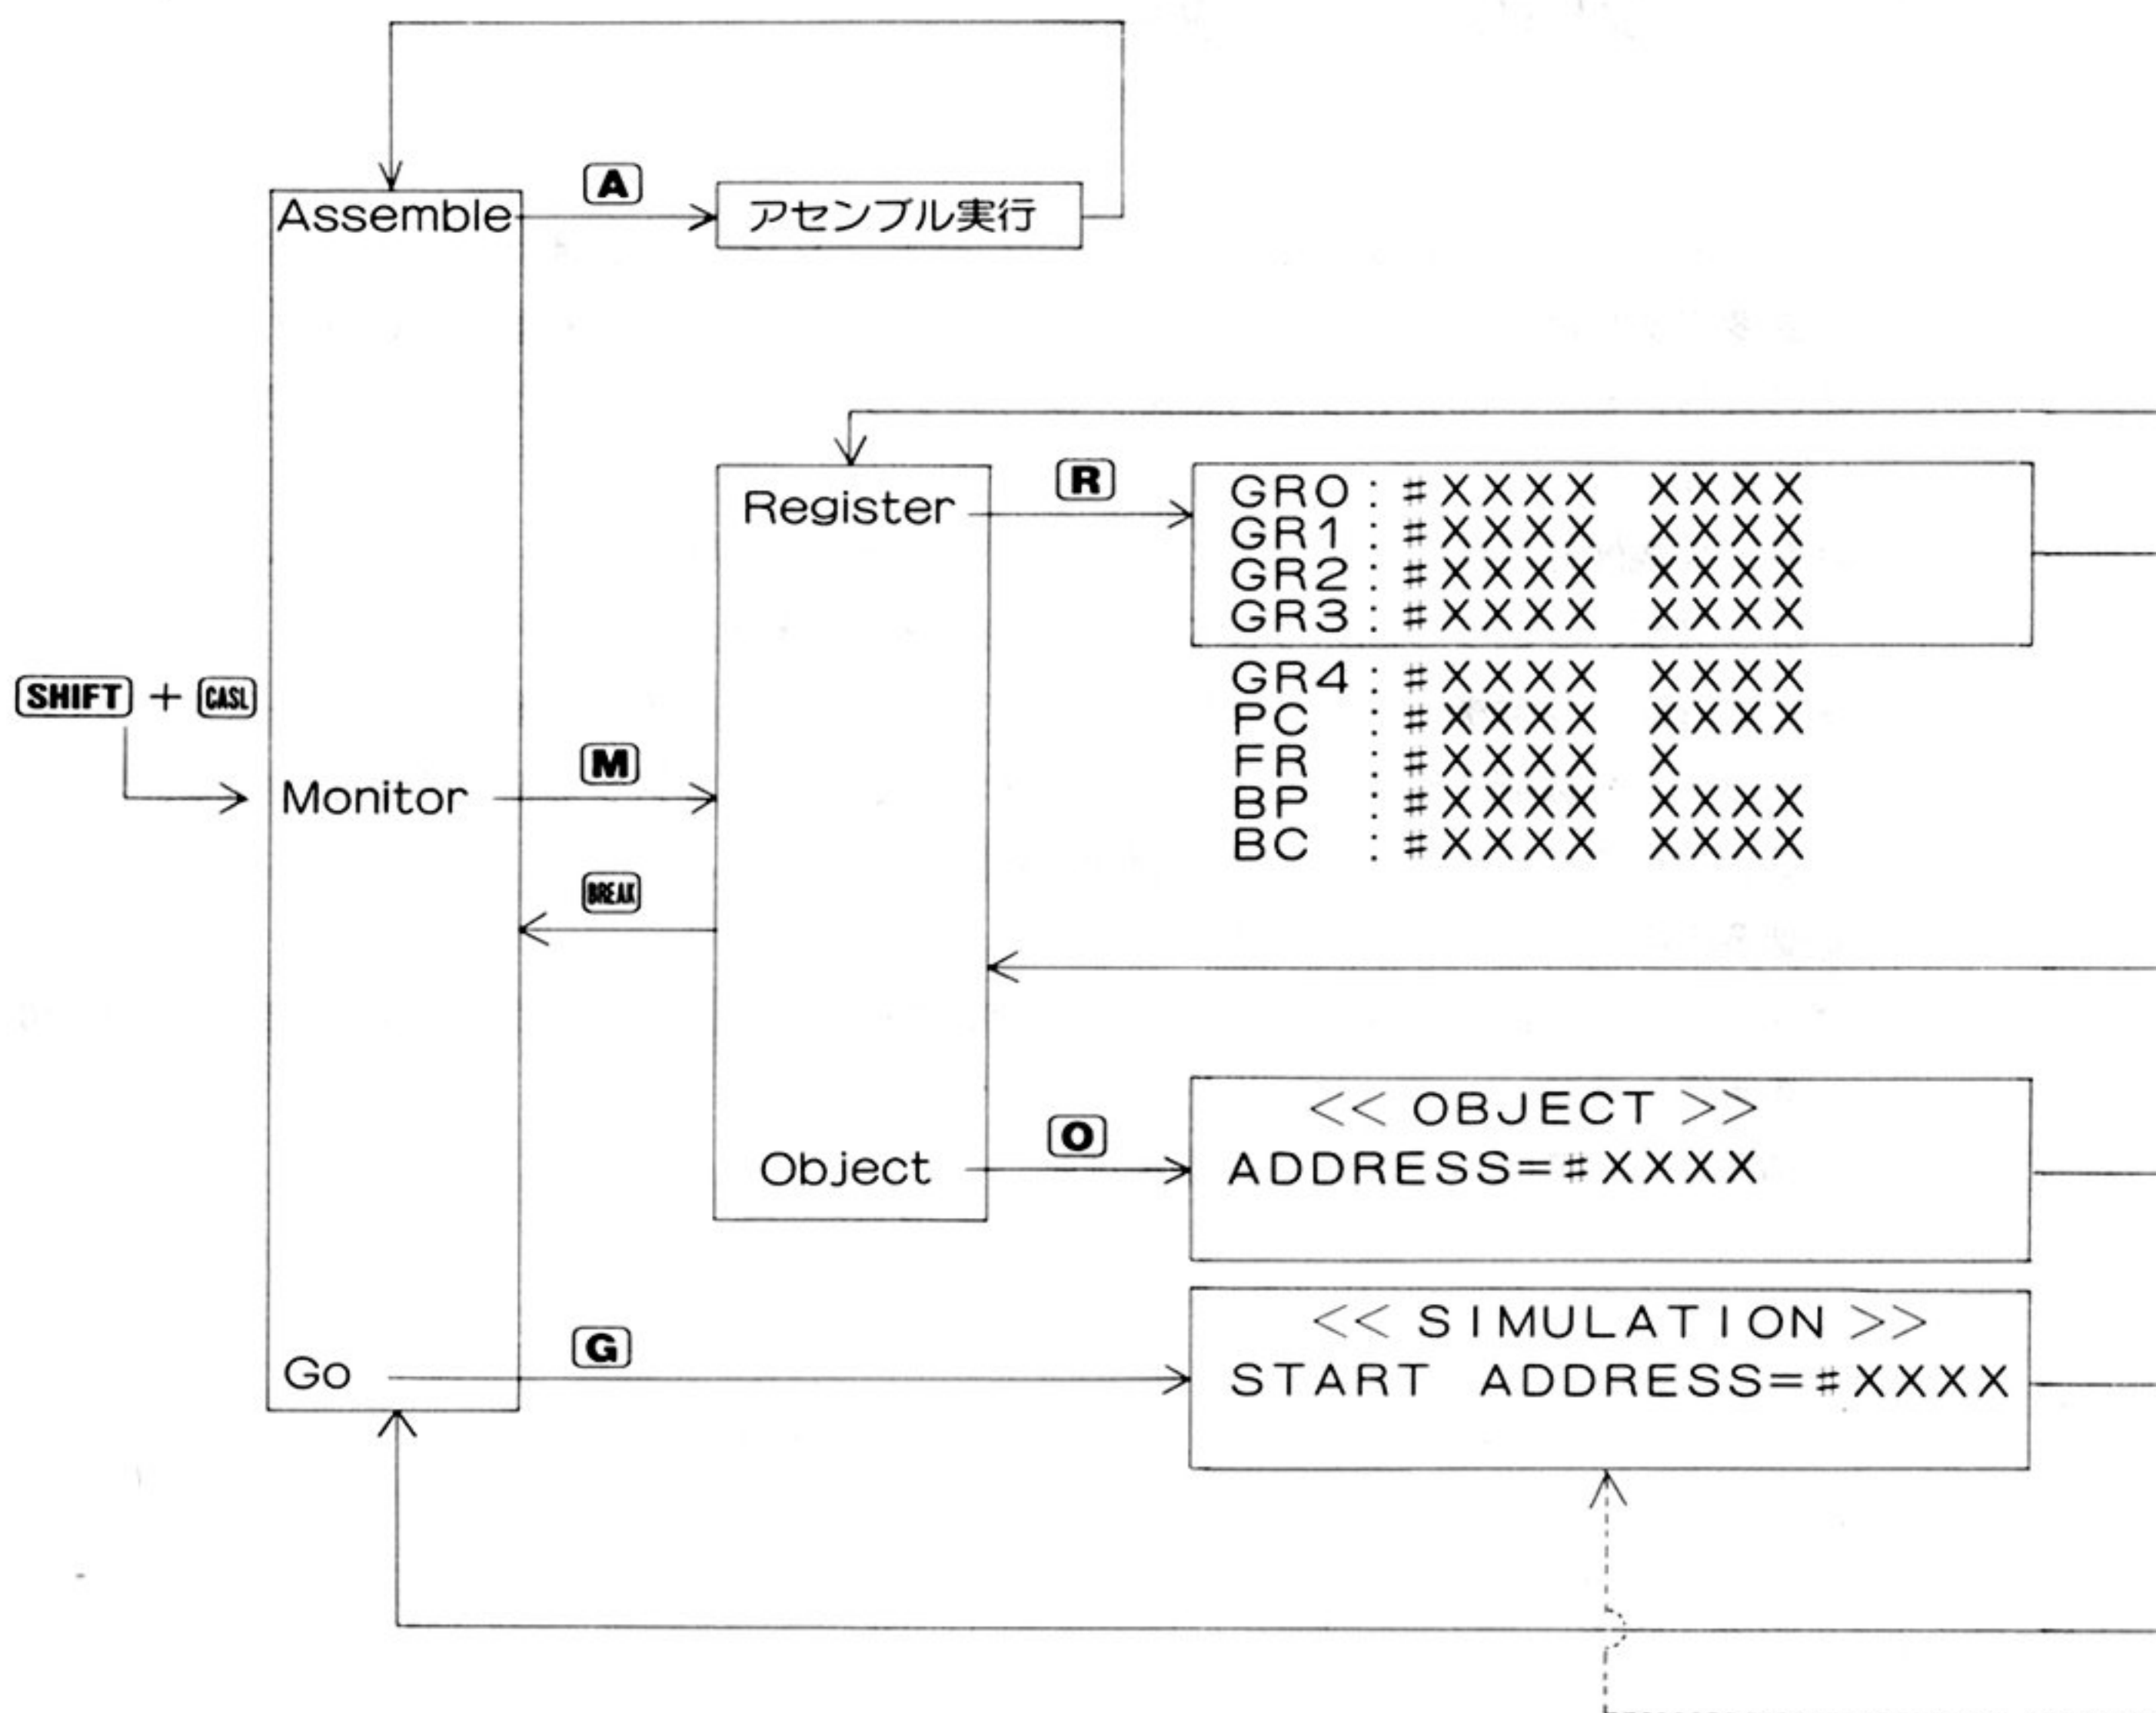 A
Assemble
アセンブル実行
R
Register
GR0:#XXXX XXXX
GR1:#XXXX XXXX
GR2:#XXXX XXXX
GR3:#XXXX XXXX
GR4:#XXXX XXXX
PC :#XXXX XXXX
FR :#XXXX X
BP :#XXXX XXXX
BC :#XXXX XXXX
SHIFT + CASL
M
Monitor
BREAK
<< OBJECT >>
O
Object
ADDRESS=#XXXX
<< SIMULATION >>
G
Go
START ADDRESS=#XXXX